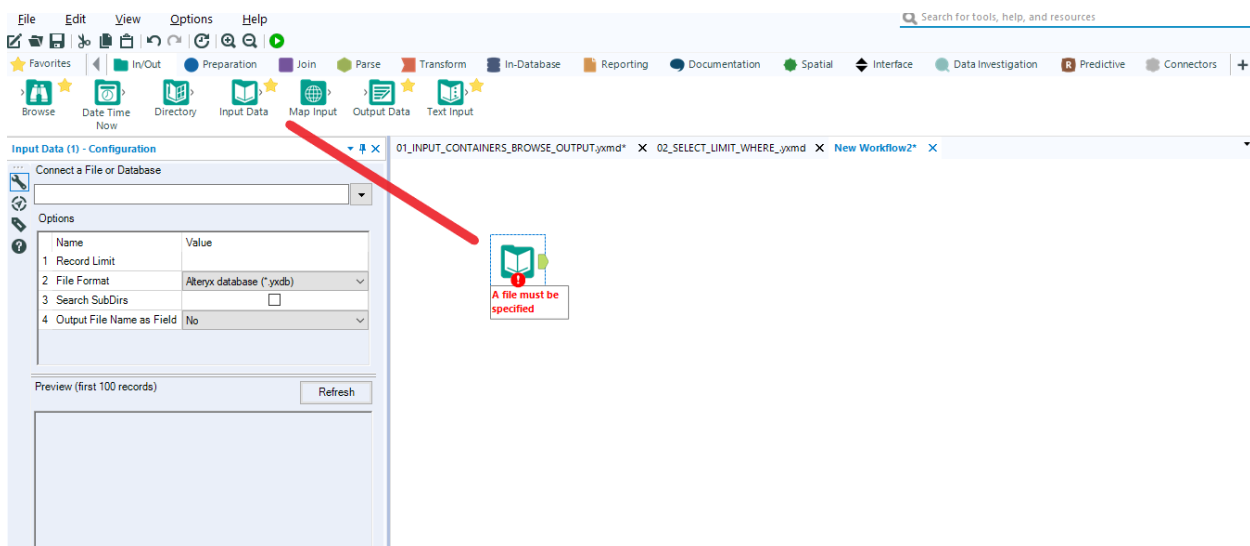 File Edit View Options Help
Search for tools, help, and resources
Favorites In/Out Preparation Join Parse Transform In-Database Reporting Documentation Spatial Interface Data Investigation R Predictive Connectors +
Browse Date Time Now Directory Input Data Map Input Output Data Text Input
Input Data (1) - Configuration
01_INPUT_CONTAINERS_BROWSE_OUTPUT.yxmd* X 02_SELECT_LIMIT_WHERE_.yxmd X New Workflow2* X
Connect a File or Database
Options
Name Value
1 Record Limit
2 File Format Alteryx database (*.yxdb)
3 Search SubDirs
4 Output File Name as Field No
A file must be
specified
Preview (first 100 records)
Refresh